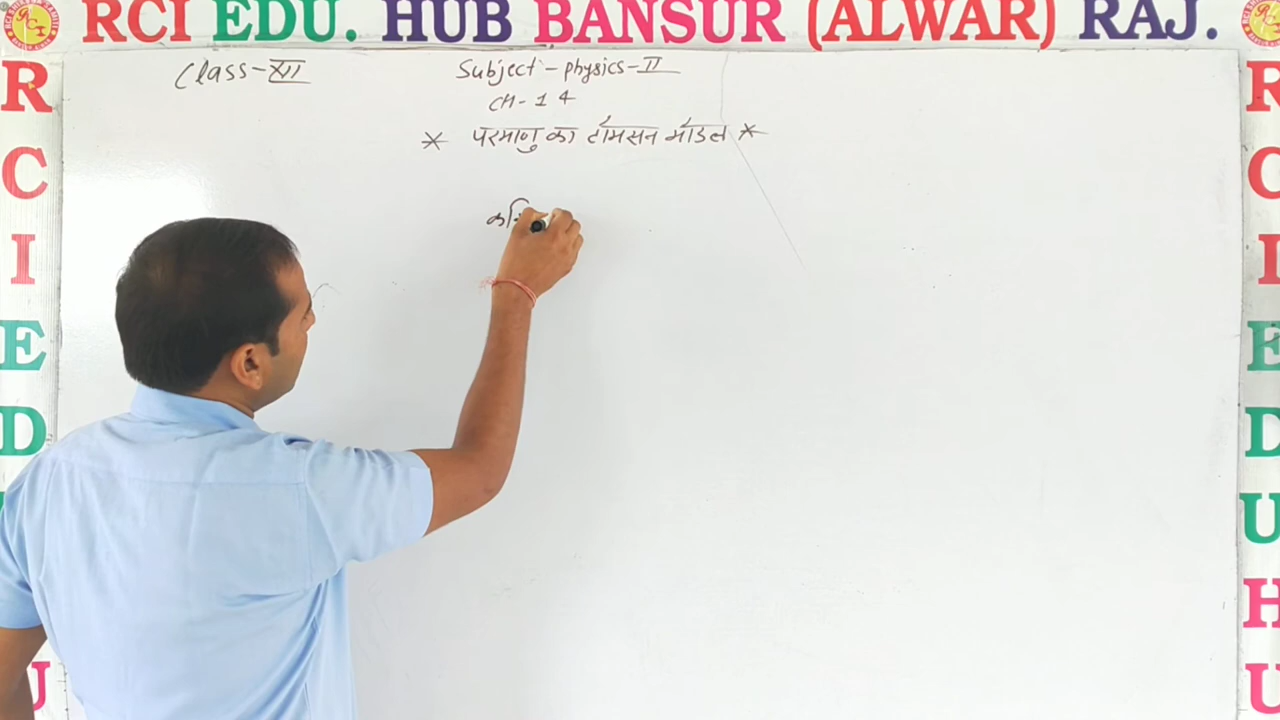 RCI EDU. HUB BANSUR (ALWAR) RAJ.
Class-XII
Subject - physics-II
CH-14
* परमाणु का टॉमसन मॉडल *
R
C
I
E
D
U
R
C
I
E
D
U
H
U